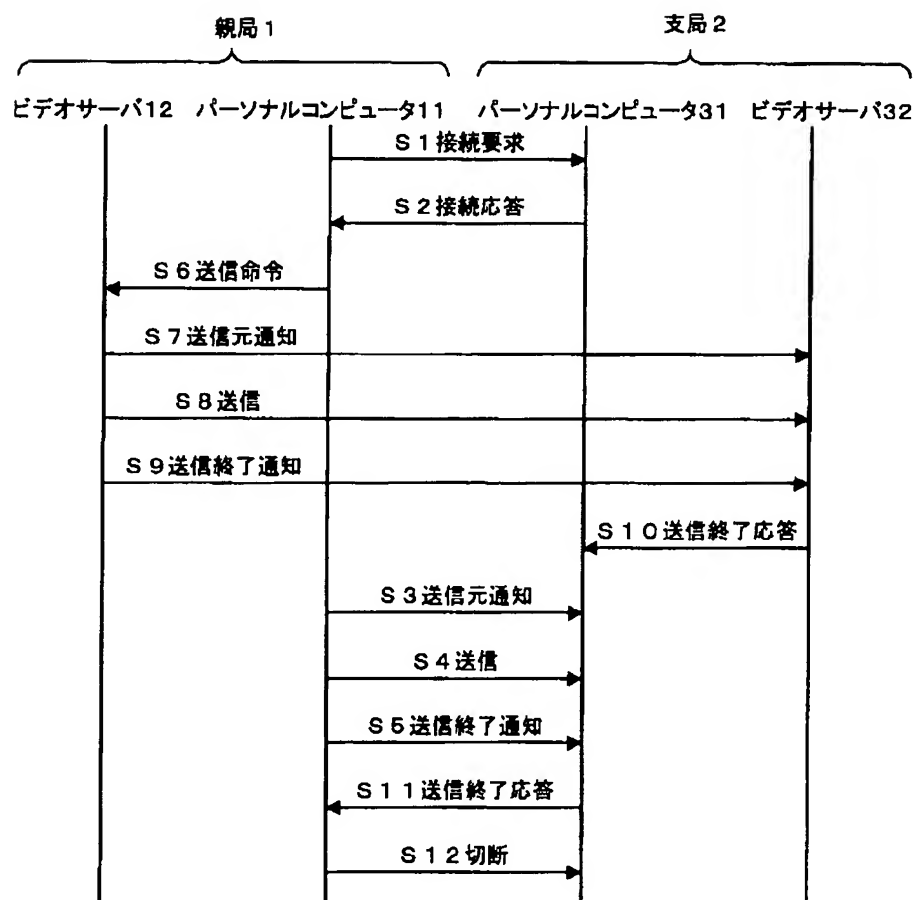 親局1 支局2
ビデオサーバ12 パーソナルコンピュータ11 パーソナルコンピュータ31 ビデオサーバ32
S1接続要求
S2接続応答
S6送信命令
S7送信元通知
S8送信
S9送信終了通知
S10送信終了応答
S3送信元通知
S4送信
S5送信終了通知
S11送信終了応答
S12切断